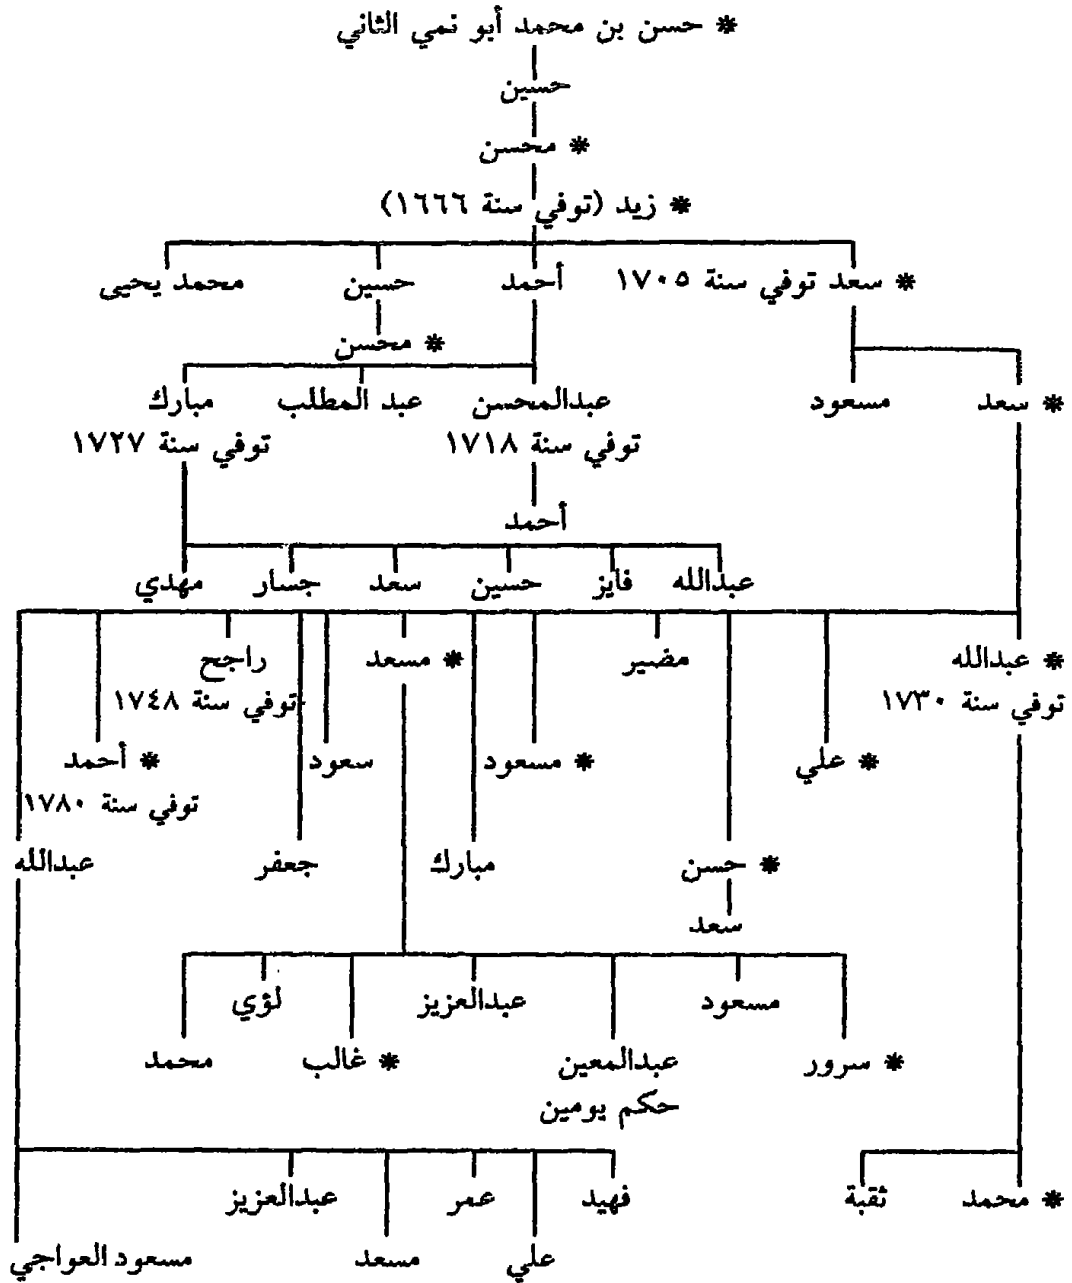 * حسن بن محمد أبو نمي الثاني
حسين
* محسن
* زيد (توفي سنة ١٦٦٦)
* سعد توفي سنة ١٧٠٥ أحمد حسين محمد يحيى
* محسن
* سعد مسعود عبدالمحسن عبد المطلب مبارك
توفي سنة ١٧١٨ توفي سنة ١٧٢٧
أحمد
عبدالله فايز حسين سعد جسار مهدي
* عبدالله مضير * مسعد راجح
توفي سنة ١٧٣٠ توفي سنة ١٧٤٨
* علي * مسعود سعود * أحمد
توفي سنة ١٧٨٠
* حسن مبارك جعفر عبدالله
سعد
مسعود عبدالعزيز لؤي
* سرور عبدالمعين * غالب محمد
حكم يومين
* محمد ثقبة فهيد عمر عبدالعزيز
علي مسعد مسعود العواجي